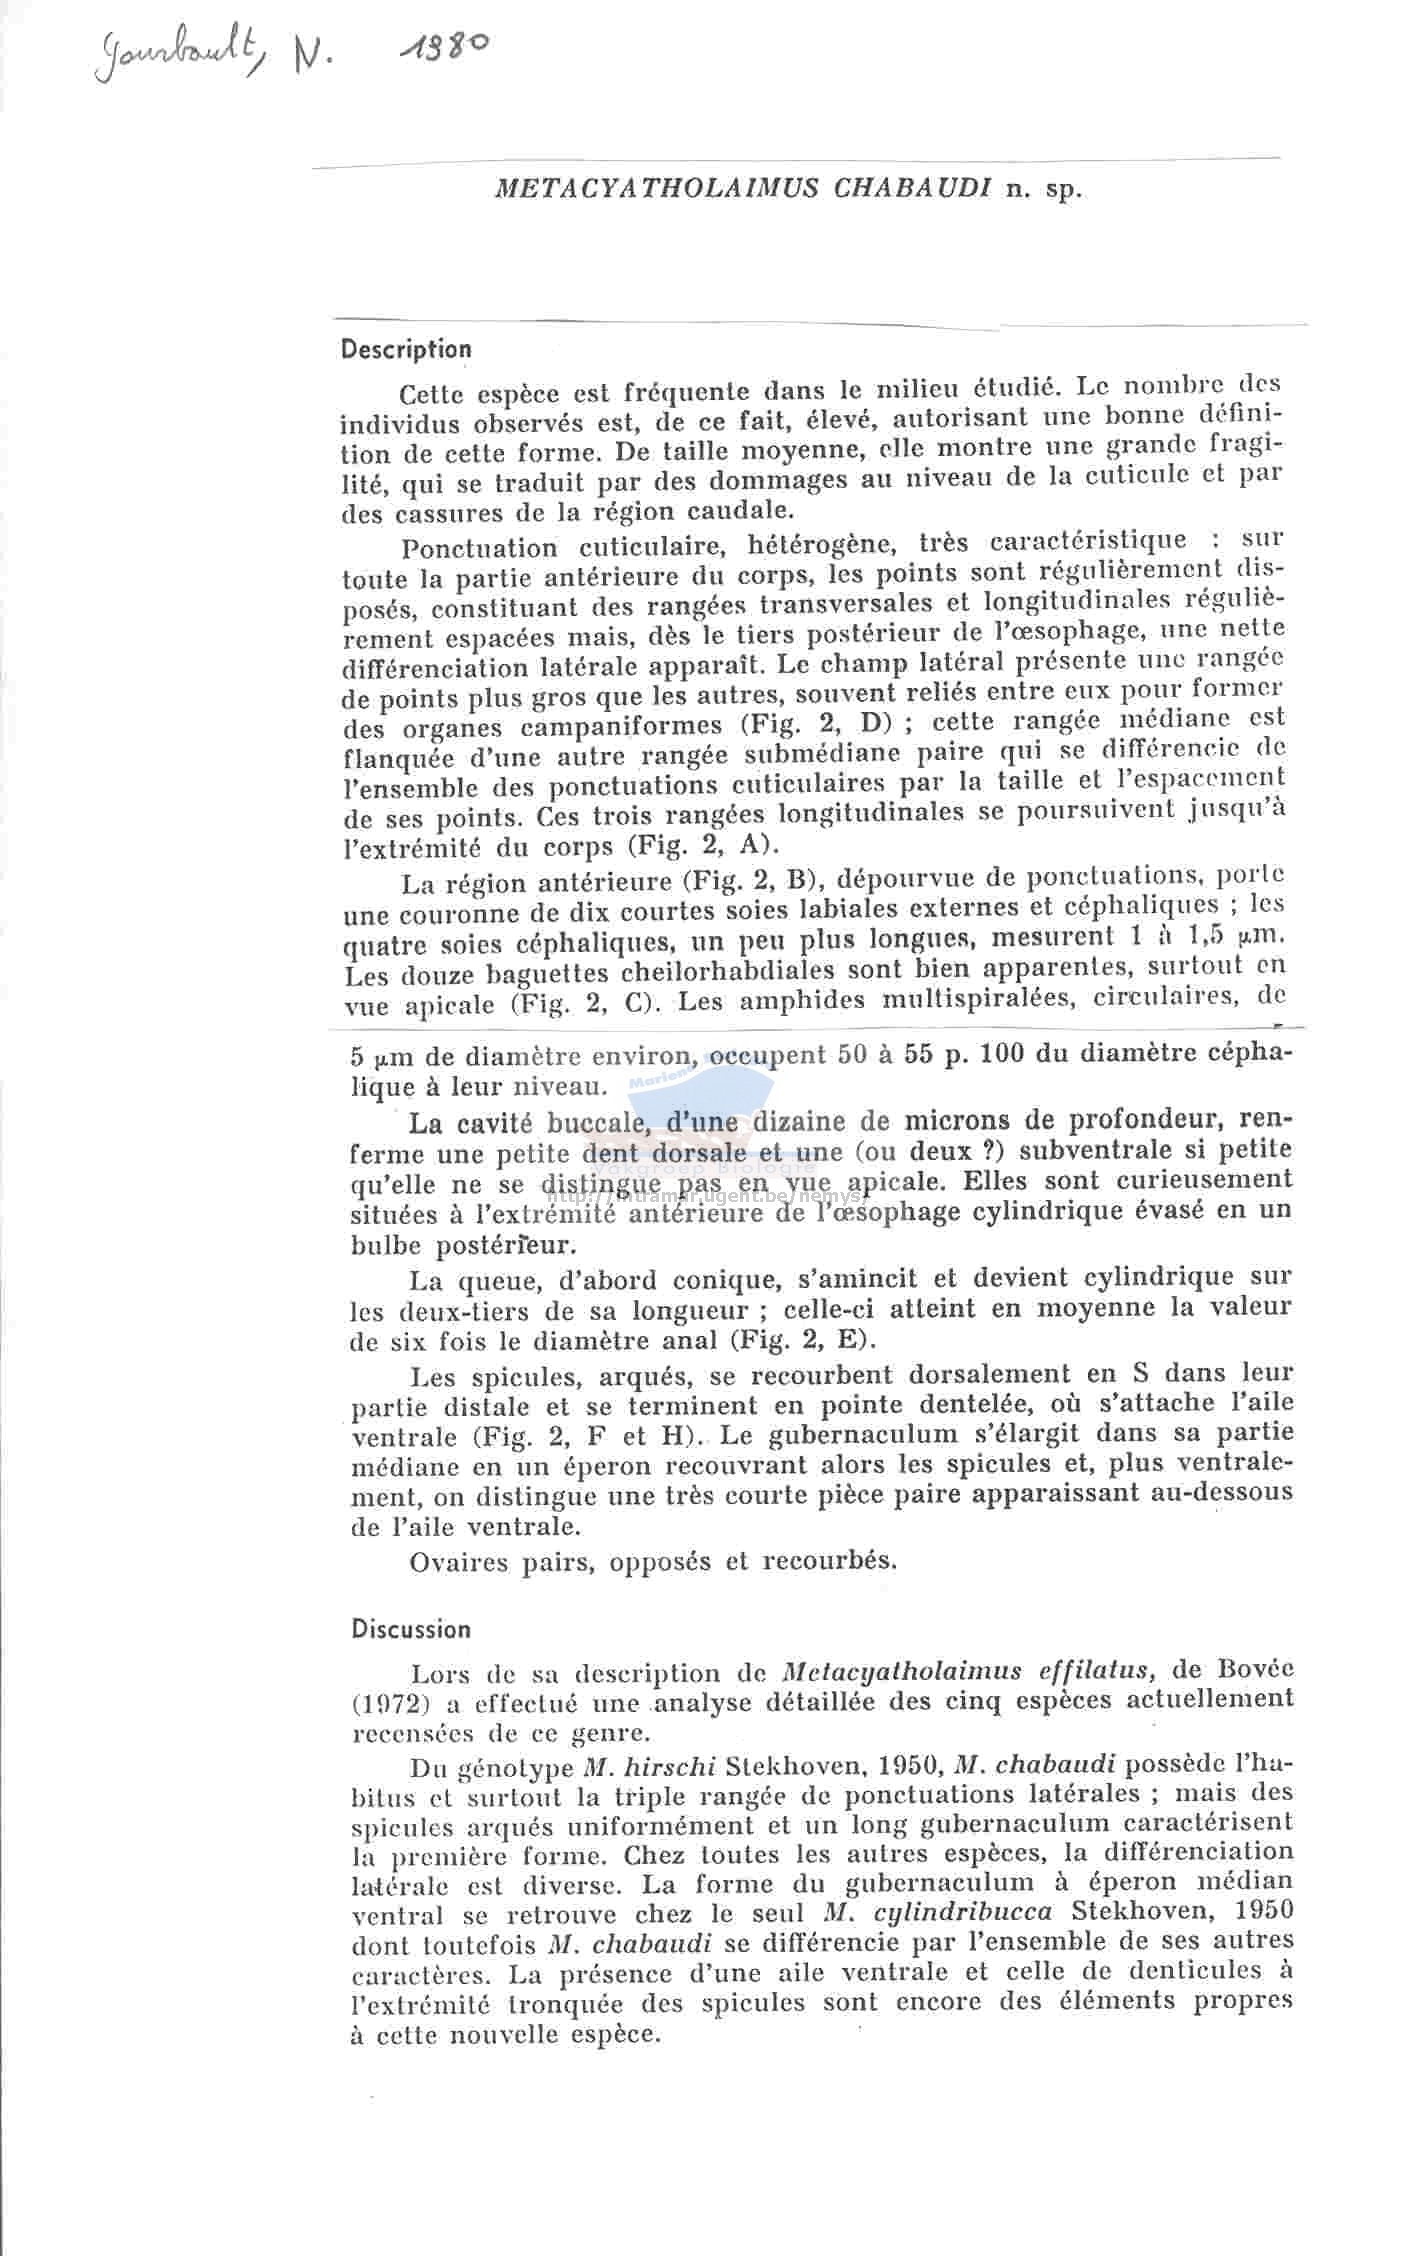 Gourbault, N. 1980
METACYATHOLAIMUS CHABAUDI n. sp.
Description
Cette espèce est fréquente dans le milieu étudié. Le nombre des
individus observés est, de ce fait, élevé, autorisant une bonne défini-
tion de cette forme. De taille moyenne, elle montre une grande fragi-
lité, qui se traduit par des dommages au niveau de la cuticule et par
des cassures de la région caudale.
Ponctuation cuticulaire, hétérogène, très caractéristique : sur
toute la partie antérieure du corps, les points sont régulièrement dis-
posés, constituant des rangées transversales et longitudinales réguliè-
rement espacées mais, dès le tiers postérieur de l'œsophage, une nette
différenciation latérale apparaît. Le champ latéral présente une rangée
de points plus gros que les autres, souvent reliés entre eux pour former
des organes campaniformes (Fig. 2, D) ; cette rangée médiane est
flanquée d'une autre rangée submédiane paire qui se différencie de
l'ensemble des ponctuations cuticulaires par la taille et l'espacement
de ses points. Ces trois rangées longitudinales se poursuivent jusqu'à
l'extrémité du corps (Fig. 2, A).
La région antérieure (Fig. 2, B), dépourvue de ponctuations, porte
une couronne de dix courtes soies labiales externes et céphaliques ; les
quatre soies céphaliques, un peu plus longues, mesurent 1 à 1,5 µm.
Les douze baguettes cheilorhabdiales sont bien apparentes, surtout en
vue apicale (Fig. 2, C). Les amphides multispiralées, circulaires, de
5 µm de diamètre environ, occupent 50 à 55 p. 100 du diamètre cépha-
lique à leur niveau.
La cavité buccale, d'une dizaine de microns de profondeur, ren-
ferme une petite dent dorsale et une (ou deux ?) subventrale si petite
Vakgroep Biologie
qu'elle ne se distingue pas en vue apicale. Elles sont curieusement
http://intramar.ugent.be/nemys/
situées à l'extrémité antérieure de l'œsophage cylindrique évasé en un
bulbe postérieur.
La queue, d'abord conique, s'amincit et devient cylindrique sur
les deux-tiers de sa longueur ; celle-ci atteint en moyenne la valeur
de six fois le diamètre anal (Fig. 2, E).
Les spicules, arqués, se recourbent dorsalement en S dans leur
partie distale et se terminent en pointe dentelée, où s'attache l'aile
ventrale (Fig. 2, F et H). Le gubernaculum s'élargit dans sa partie
médiane en un éperon recouvrant alors les spicules et, plus ventrale-
ment, on distingue une très courte pièce paire apparaissant au-dessous
de l'aile ventrale.
Ovaires pairs, opposés et recourbés.
Discussion
Lors de sa description de Metacyatholaimus effilatus, de Bovée
(1972) a effectué une analyse détaillée des cinq espèces actuellement
recensées de ce genre.
Du génotype M. hirschi Stekhoven, 1950, M. chabaudi possède l'ha-
bitus et surtout la triple rangée de ponctuations latérales ; mais des
spicules arqués uniformément et un long gubernaculum caractérisent
la première forme. Chez toutes les autres espèces, la différenciation
latérale est diverse. La forme du gubernaculum à éperon médian
ventral se retrouve chez le seul M. cylindribucca Stekhoven, 1950
dont toutefois M. chabaudi se différencie par l'ensemble de ses autres
caractères. La présence d'une aile ventrale et celle de denticules à
l'extrémité tronquée des spicules sont encore des éléments propres
à cette nouvelle espèce.